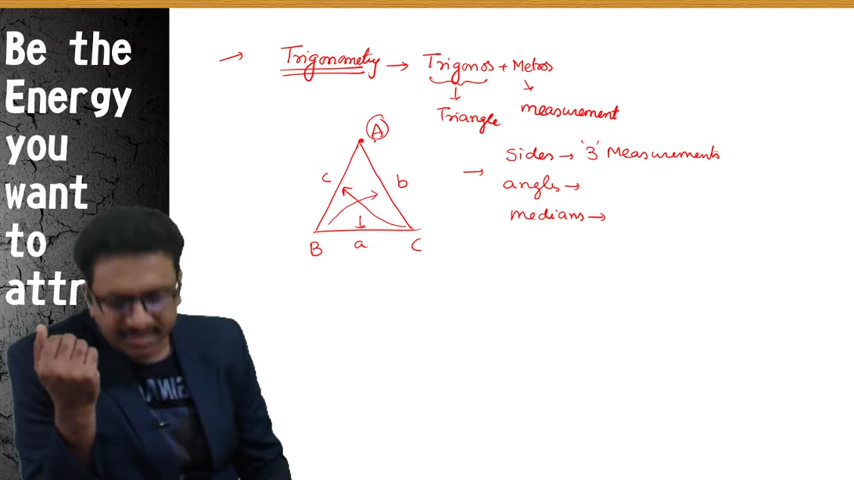 Be the
Energy
you
want
to
attr
→ Trigonometry → Trigonos + Metros
Triangle measurement
A
c b
B a C
→ sides → '3' Measurements
angles →
medians →